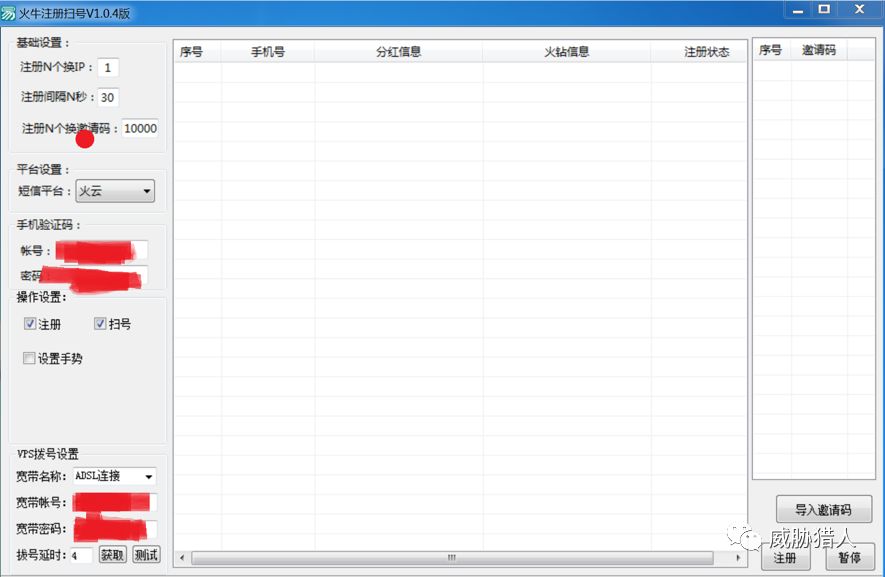 易 火牛注册扫号V1.0.4版
基础设置：
注册N个换IP： 1
注册间隔N秒： 30
注册N个换邀请码： 10000
平台设置：
短信平台： 火云
手机验证码：
帐号：
密码
操作设置：
注册 扫号
设置手势
VPS拨号设置
宽带名称： ADSL连接
宽带帐号：
宽带密码：
拨号延时： 4 获取 测试
序号 手机号 分红信息 火钻信息 注册状态
序号 邀请码
导入邀请码
威胁猎人
注册 暂停